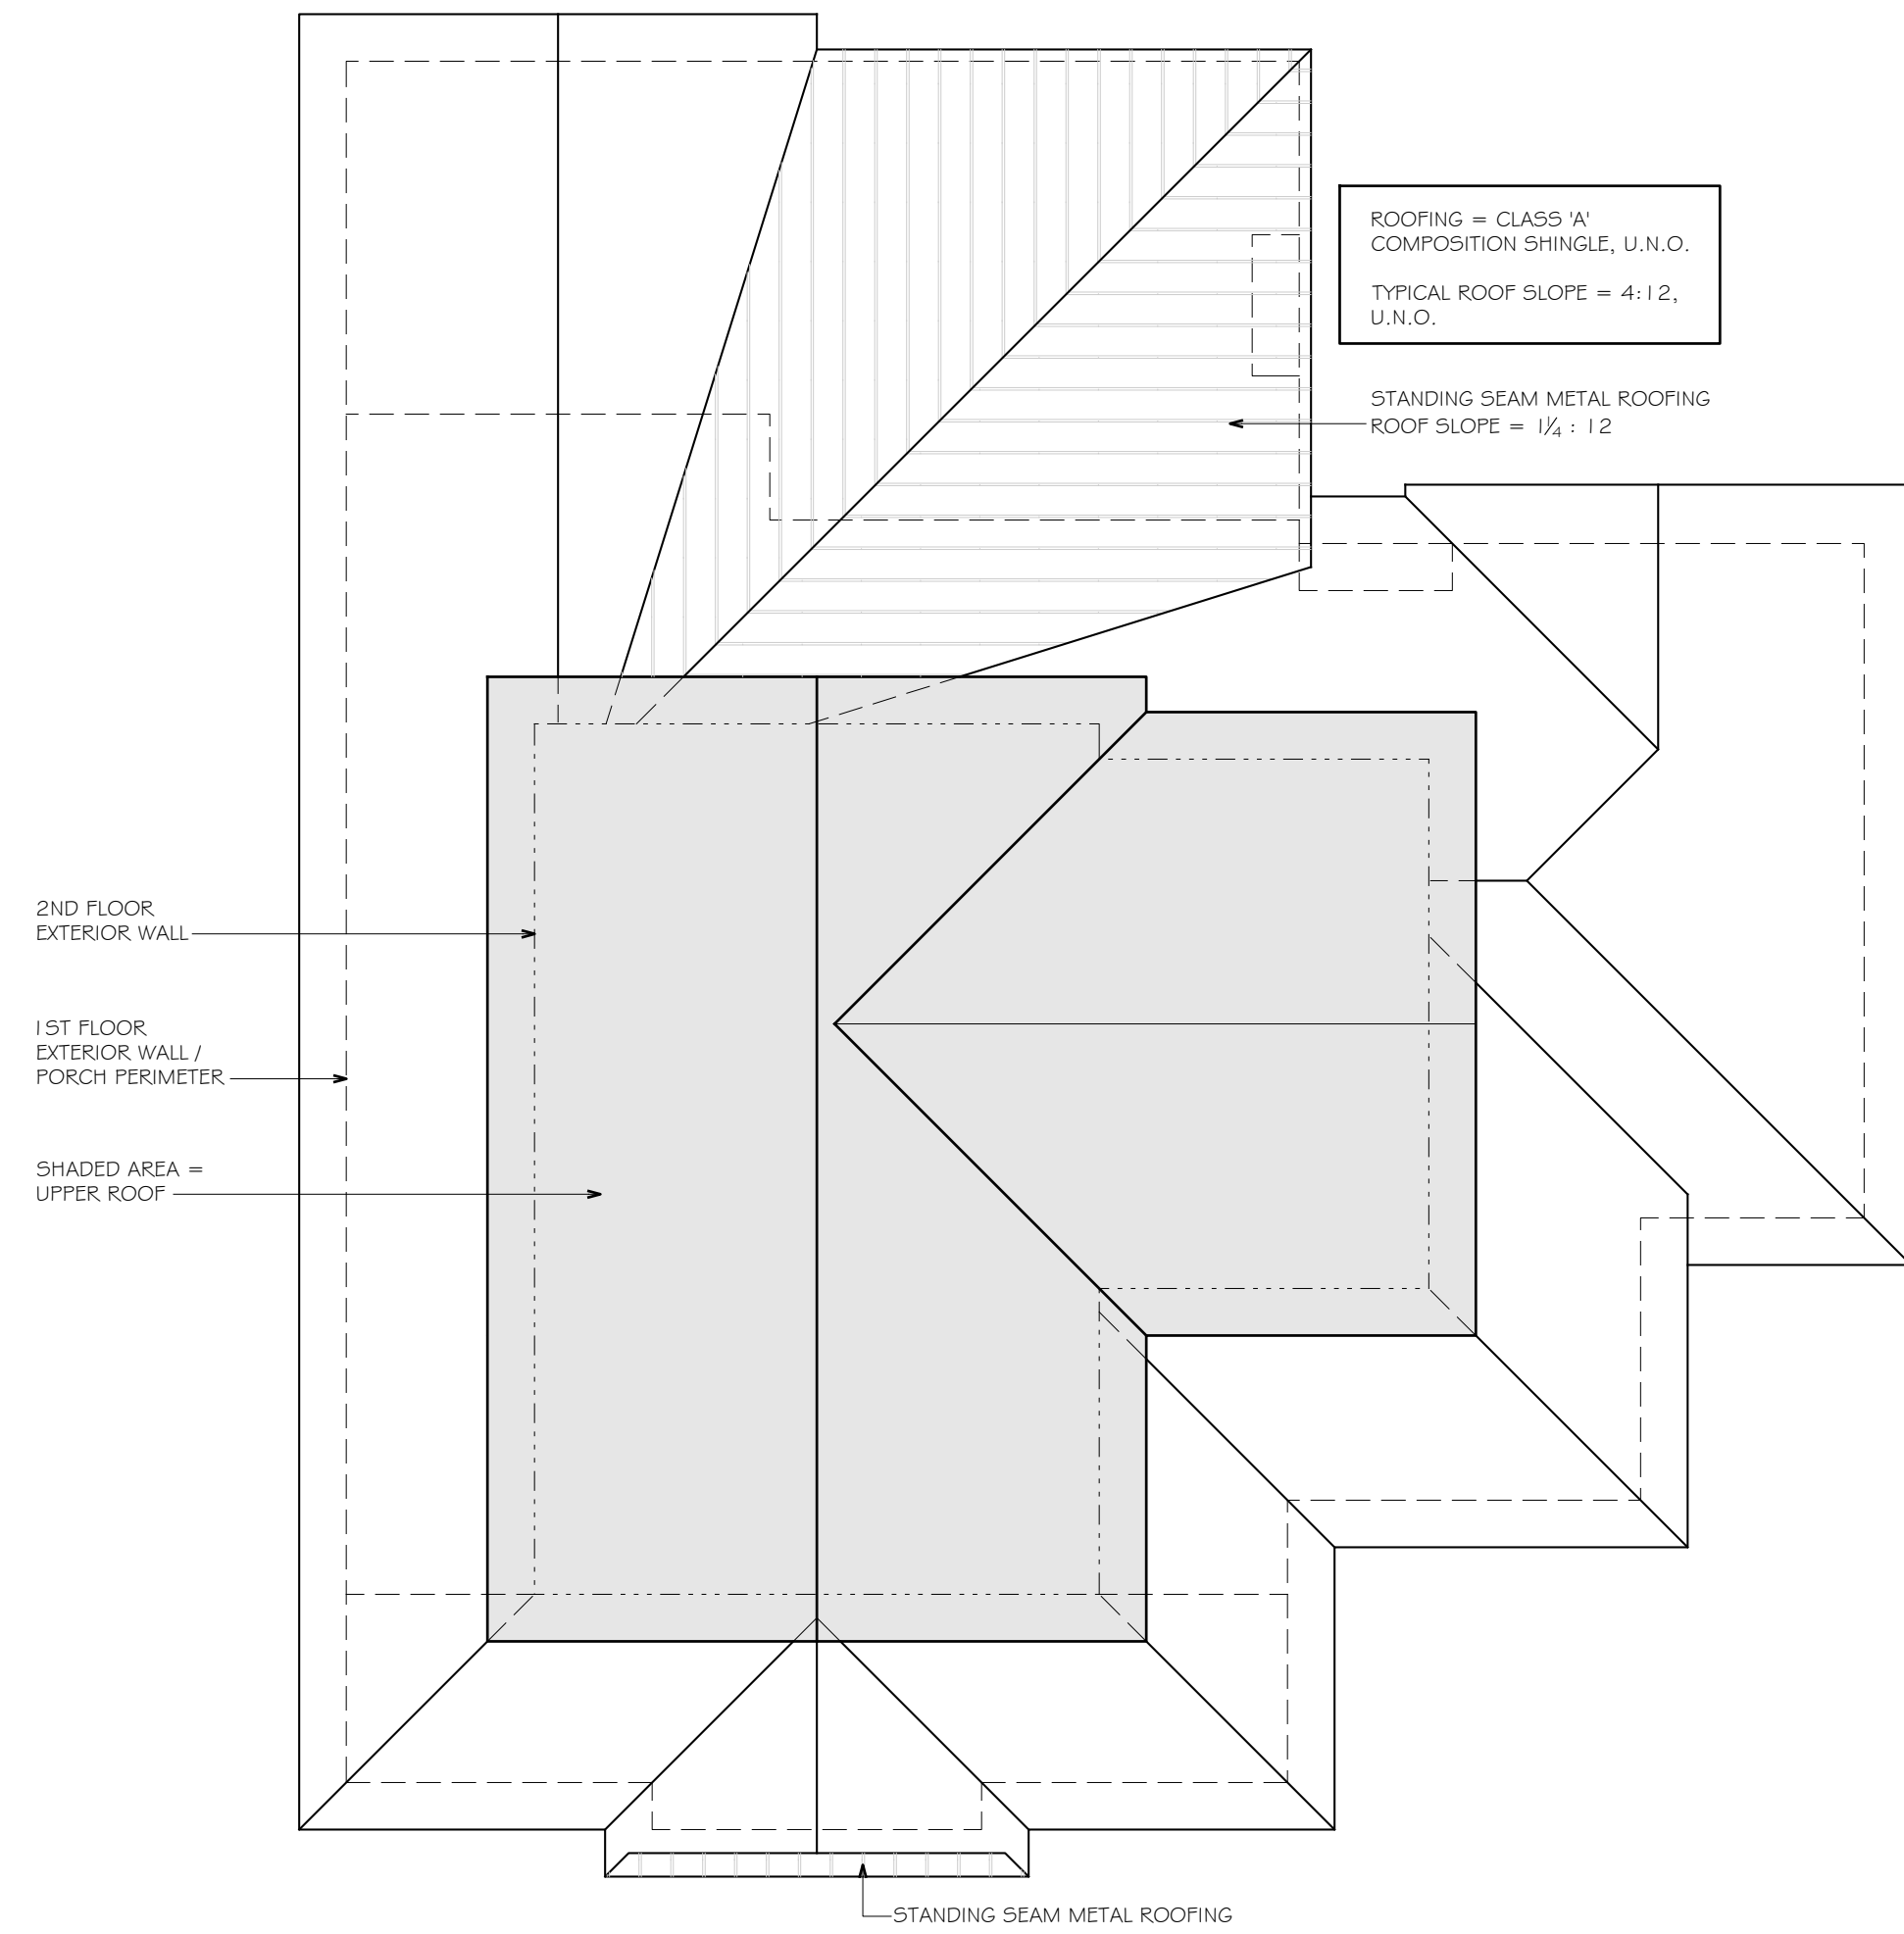 ROOFING = CLASS 'A'
COMPOSITION SHINGLE, U.N.O.
TYPICAL ROOF SLOPE = 4:12,
U.N.O.
STANDING SEAM METAL ROOFING
ROOF SLOPE = 1¼ : 12
2ND FLOOR
EXTERIOR WALL
1ST FLOOR
EXTERIOR WALL /
PORCH PERIMETER
SHADED AREA =
UPPER ROOF
STANDING SEAM METAL ROOFING